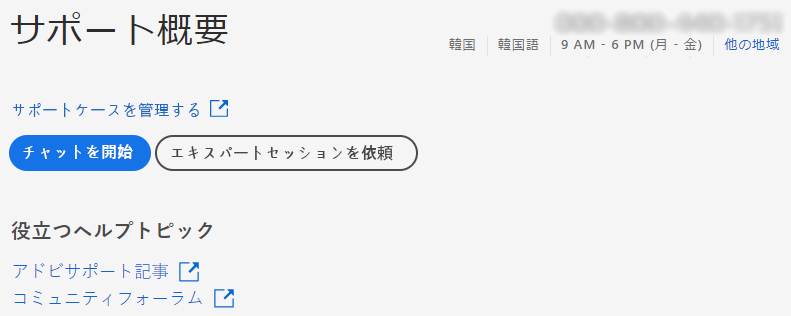 サポート概要
韓国 韓国語 9 AM - 6 PM (月 - 金) 他の地域
サポートケースを管理する
チャットを開始 エキスパートセッションを依頼
役立つヘルプトピック
アドビサポート記事
コミュニティフォーラム